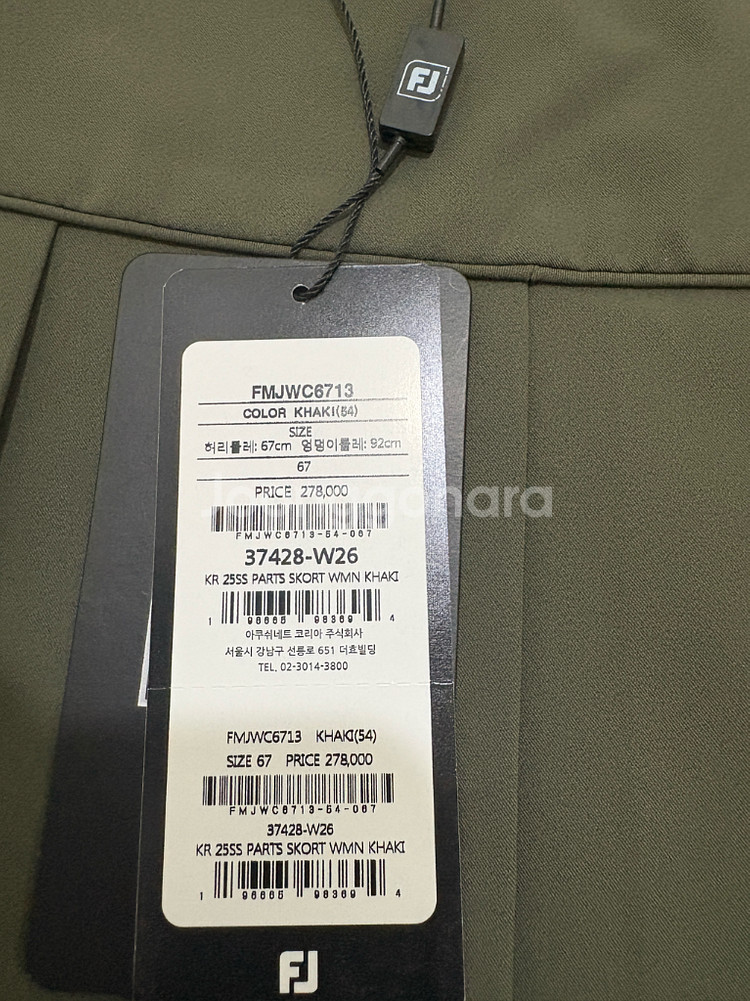 FJ
FMJWC6713
COLOR KHAKI(54)
SIZE
허리둘레: 67cm 엉덩이둘레: 92cm
67
PRICE 278,000
Joonggonara
FMJWC6713-54-067
37428-W26
KR 25SS PARTS SKORT WMN KHAKI
1 98665 98369 4
아쿠쉬네트 코리아 주식회사
서울시 강남구 선릉로 651 더효빌딩
TEL. 02-3014-3800
FMJWC6713 KHAKI(54)
SIZE 67 PRICE 278,000
FMJWC6713-54-067
37428-W26
KR 25SS PARTS SKORT WMN KHAKI
1 98665 98369 4
FJ